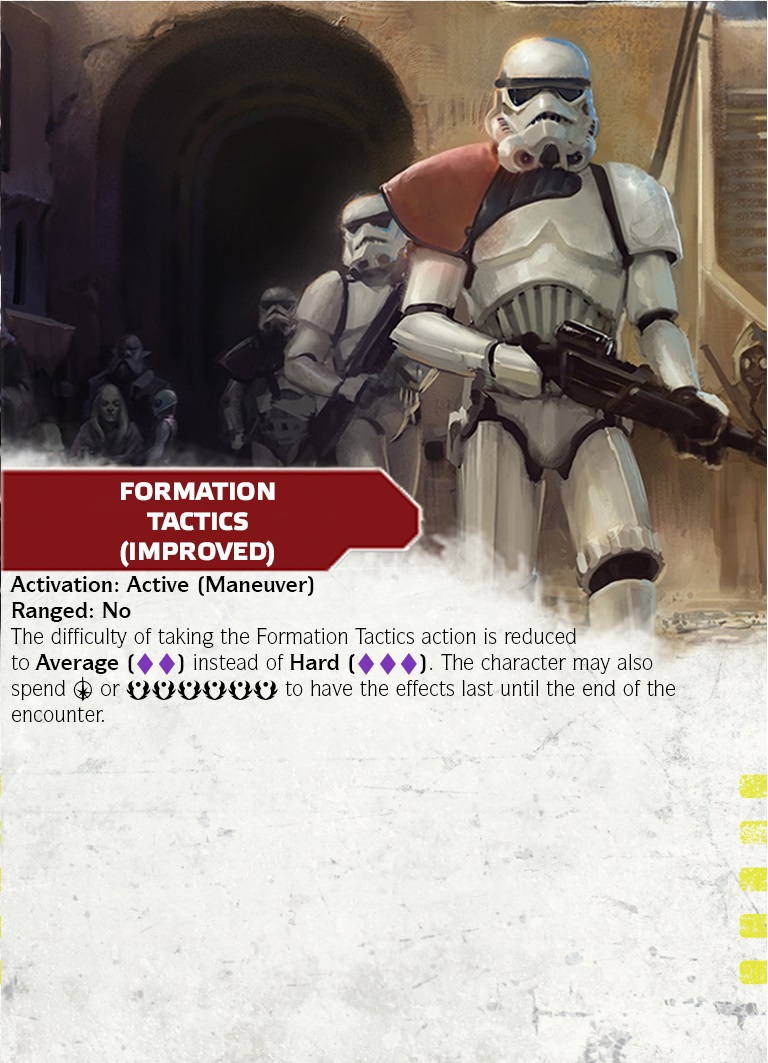 FORMATION
TACTICS
(IMPROVED)
Activation: Active (Maneuver)
Ranged: No
The difficulty of taking the Formation Tactics action is reduced
to Average (♦♦) instead of Hard (♦♦♦). The character may also
spend or to have the effects last until the end of the
encounter.